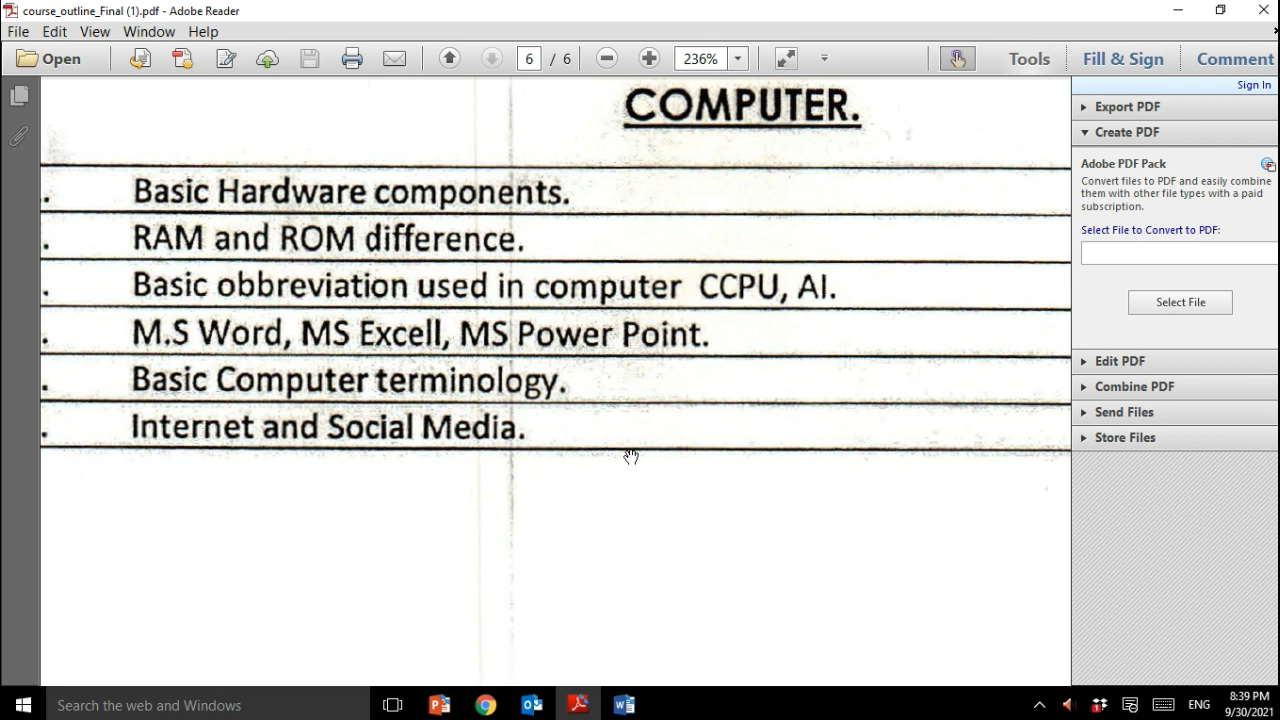 course_outline_Final (1).pdf - Adobe Reader
File Edit View Window Help
Open 6 / 6 236% Tools Fill & Sign Comment
Sign In
COMPUTER.
. Basic Hardware components.
. RAM and ROM difference.
. Basic obbreviation used in computer CCPU, AI.
. M.S Word, MS Excell, MS Power Point.
. Basic Computer terminology.
. Internet and Social Media.
Export PDF
Create PDF
Adobe PDF Pack
Convert files to PDF and easily combine
them with other file types with a paid
subscription.
Select File to Convert to PDF:
Select File
Edit PDF
Combine PDF
Send Files
Store Files
Search the web and Windows
ENG
8:39 PM
9/30/2021